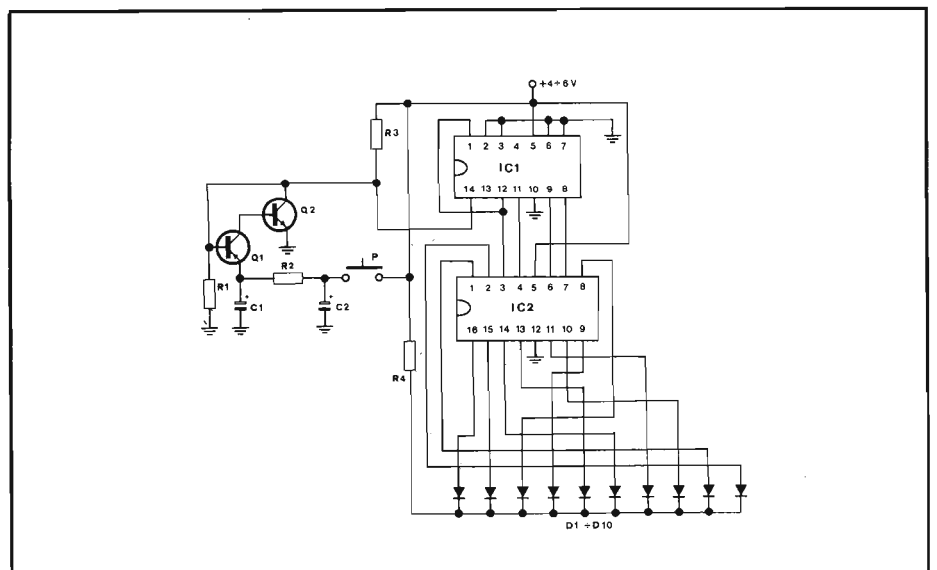 +4÷6V
R3
1 2 3 4 5 6 7
IC1
14 13 12 11 10 9 8
Q2
Q1
R2
P
R1
C1
+
C2
+
1 2 3 4 5 6 7 8
IC2
16 15 14 13 12 11 10 9
R4
D1 ÷D10